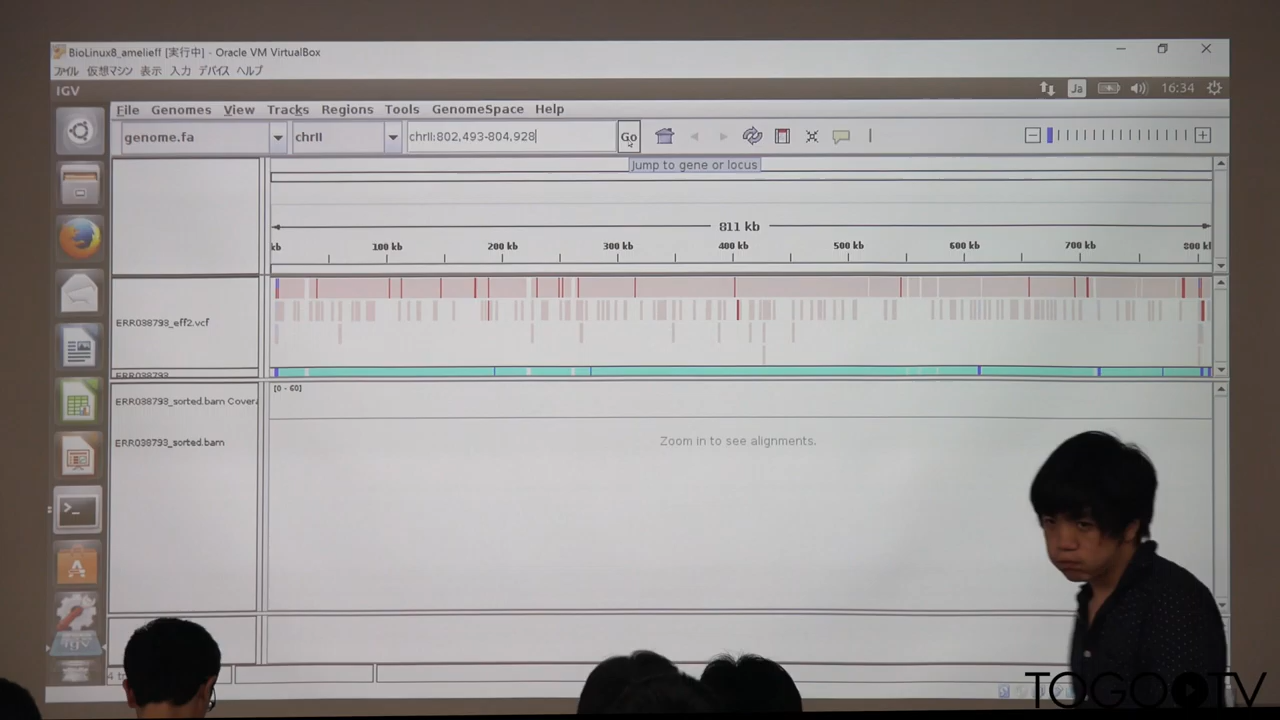 BioLinux8_amelieff [実行中] - Oracle VM VirtualBox
ファイル 仮想マシン 表示 入力 デバイス ヘルプ
IGV
Ja
16:34
File Genomes View Tracks Regions Tools GenomeSpace Help
genome.fa
chrII
chrII:802,493-804,928
Go
Jump to gene or locus
811 kb
kb 100 kb 200 kb 300 kb 400 kb 500 kb 600 kb 700 kb 800 kl
ERR038793_eff2.vcf
ERR038793
[0 - 60]
ERR038793_sorted.bam Covera
ERR038793_sorted.bam
Zoom in to see alignments.
TOGO TV